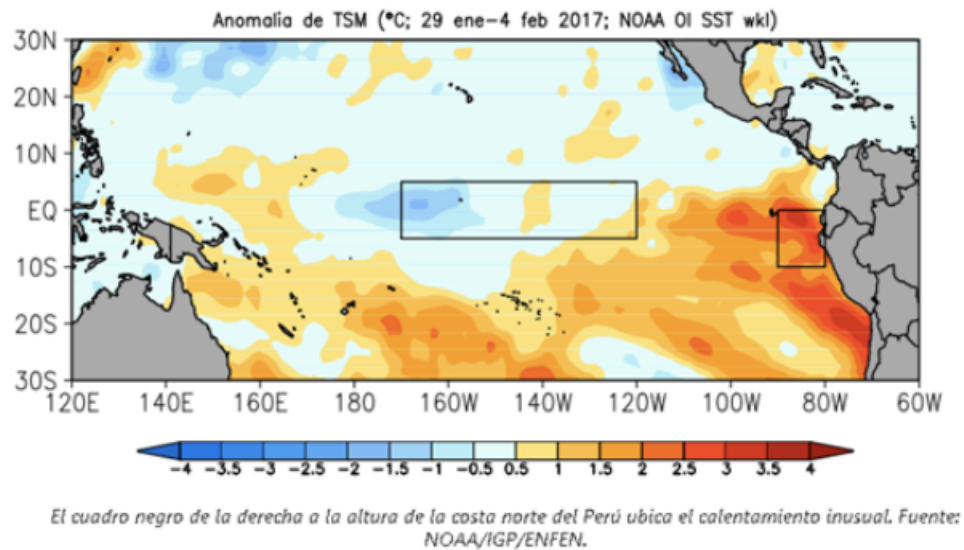 Anomalia de TSM (°C; 29 ene-4 feb 2017; NOAA OI SST wkl)
30N
20N
10N
EQ
10S
20S
30S
120E 140E 160E 180 160W 140W 120W 100W 80W 60W
-4 -3.5 -3 -2.5 -2 -1.5 -1 -0.5 0.5 1 1.5 2 2.5 3 3.5 4
El cuadro negro de la derecha a la altura de la costa norte del Perú ubica el calentamiento inusual. Fuente:
NOAA/IGP/ENFEN.